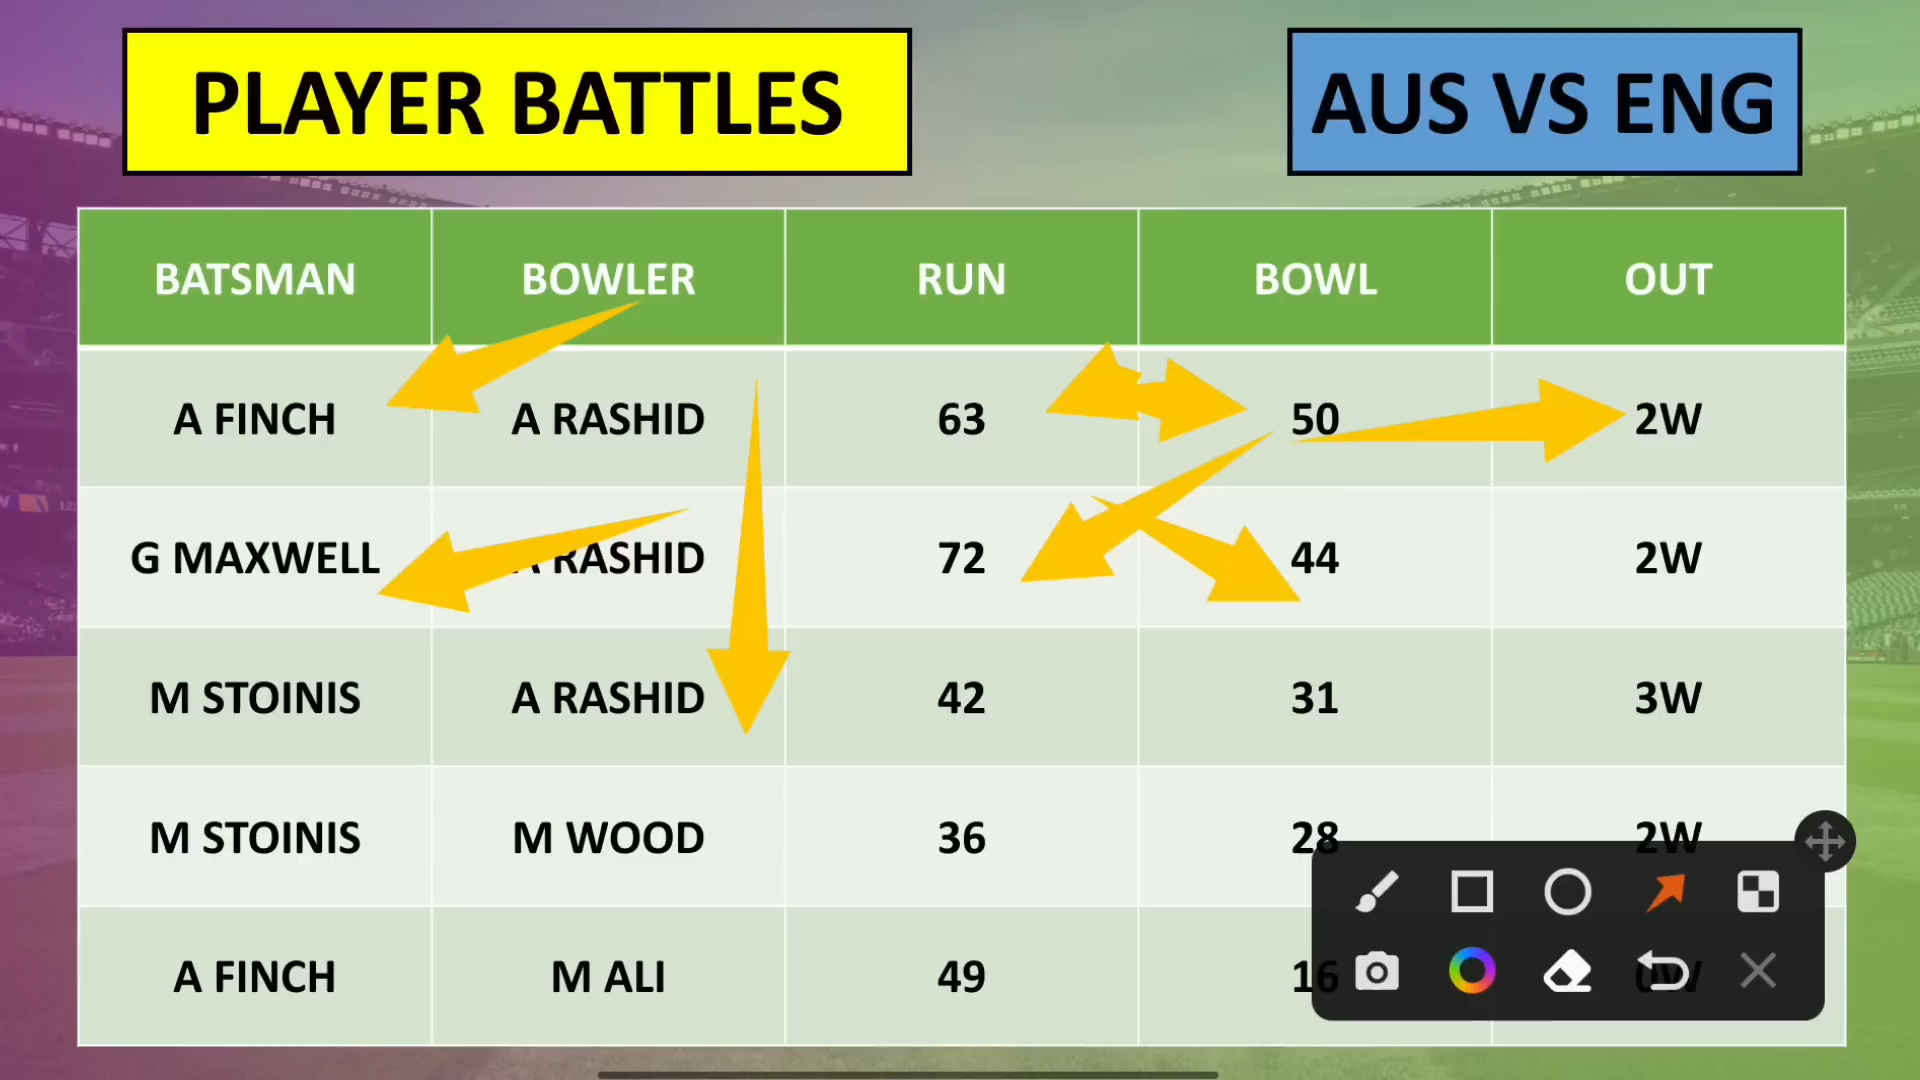 PLAYER BATTLES
AUS VS ENG
BATSMAN BOWLER RUN BOWL OUT
A FINCH A RASHID 63 50 2W
G MAXWELL A RASHID 72 44 2W
M STOINIS A RASHID 42 31 3W
M STOINIS M WOOD 36 28 2W
A FINCH M ALI 49 16 0W